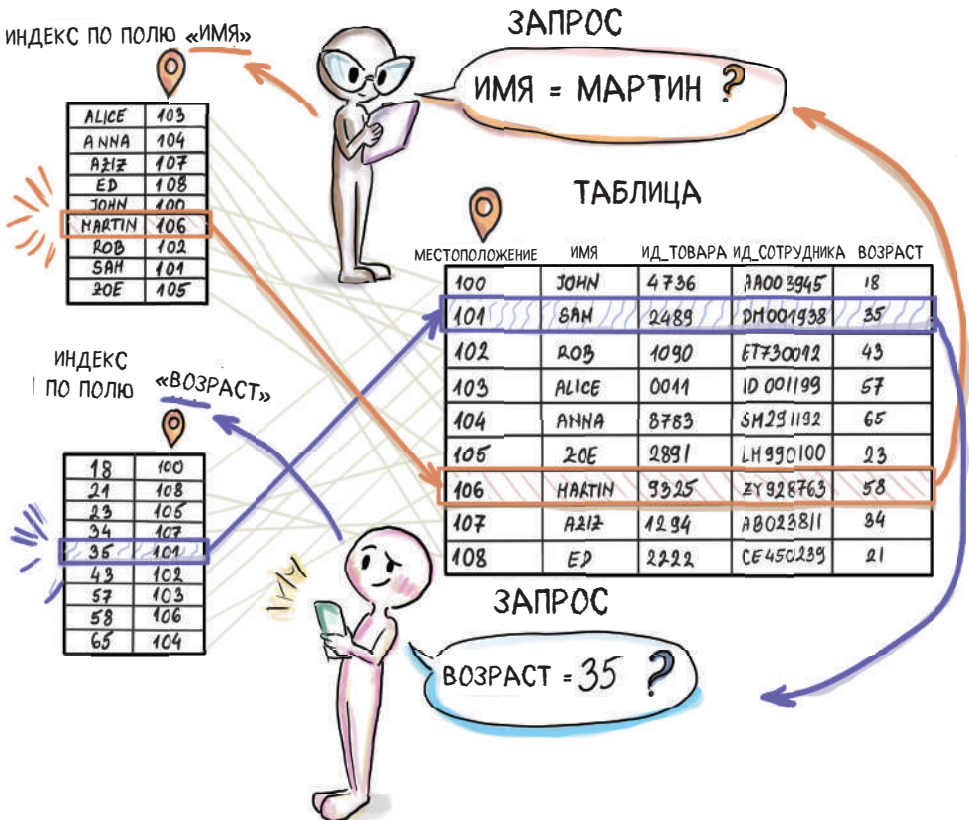 ЗАПРОС
ИНДЕКС ПО ПОЛЮ «ИМЯ»
ИМЯ = МАРТИН ?
ALICE 103
ANNA 104
AZIZ 107
ED 108
JOHN 100
MARTIN 106
ROB 102
SAM 101
ZOE 105
ТАБЛИЦА
МЕСТОПОЛОЖЕНИЕ ИМЯ ИД_ТОВАРА ИД_СОТРУДНИКА ВОЗРАСТ
100 JOHN 4736 AA003945 18
101 SAM 2489 DM001938 35
102 ROB 1090 ET730012 43
103 ALICE 0011 ID001199 57
104 ANNA 8783 SM291192 65
105 ZOE 2891 LM990100 23
106 MARTIN 9325 ZY928763 58
107 AZIZ 1294 AB023811 34
108 ED 2222 CE450239 21
ИНДЕКС
ПО ПОЛЮ «ВОЗРАСТ»
18 100
21 108
23 105
34 107
35 101
43 102
57 103
58 106
65 104
ЗАПРОС
ВОЗРАСТ = 35 ?